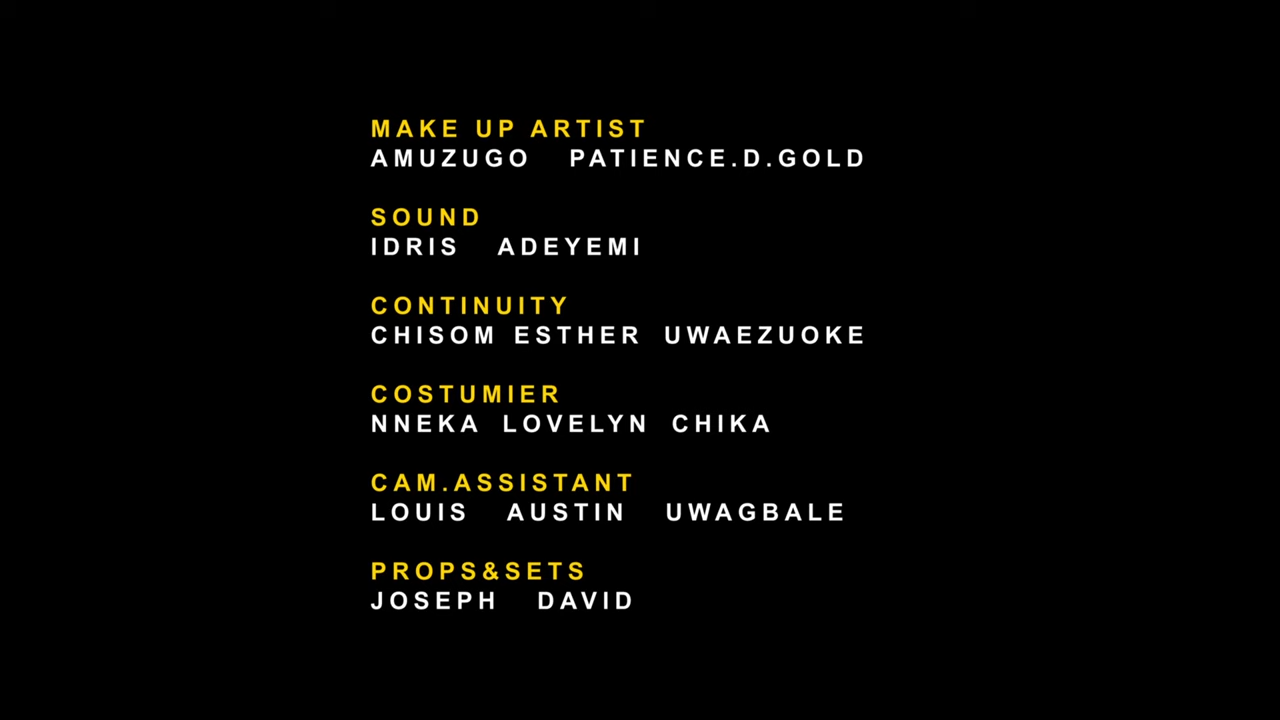 MAKE UP ARTIST
AMUZUGO PATIENCE.D.GOLD
SOUND
IDRIS ADEYEMI
CONTINUITY
CHISOM ESTHER UWAEZUOKE
COSTUMIER
NNEKA LOVELYN CHIKA
CAM.ASSISTANT
LOUIS AUSTIN UWAGBALE
PROPS&SETS
JOSEPH DAVID